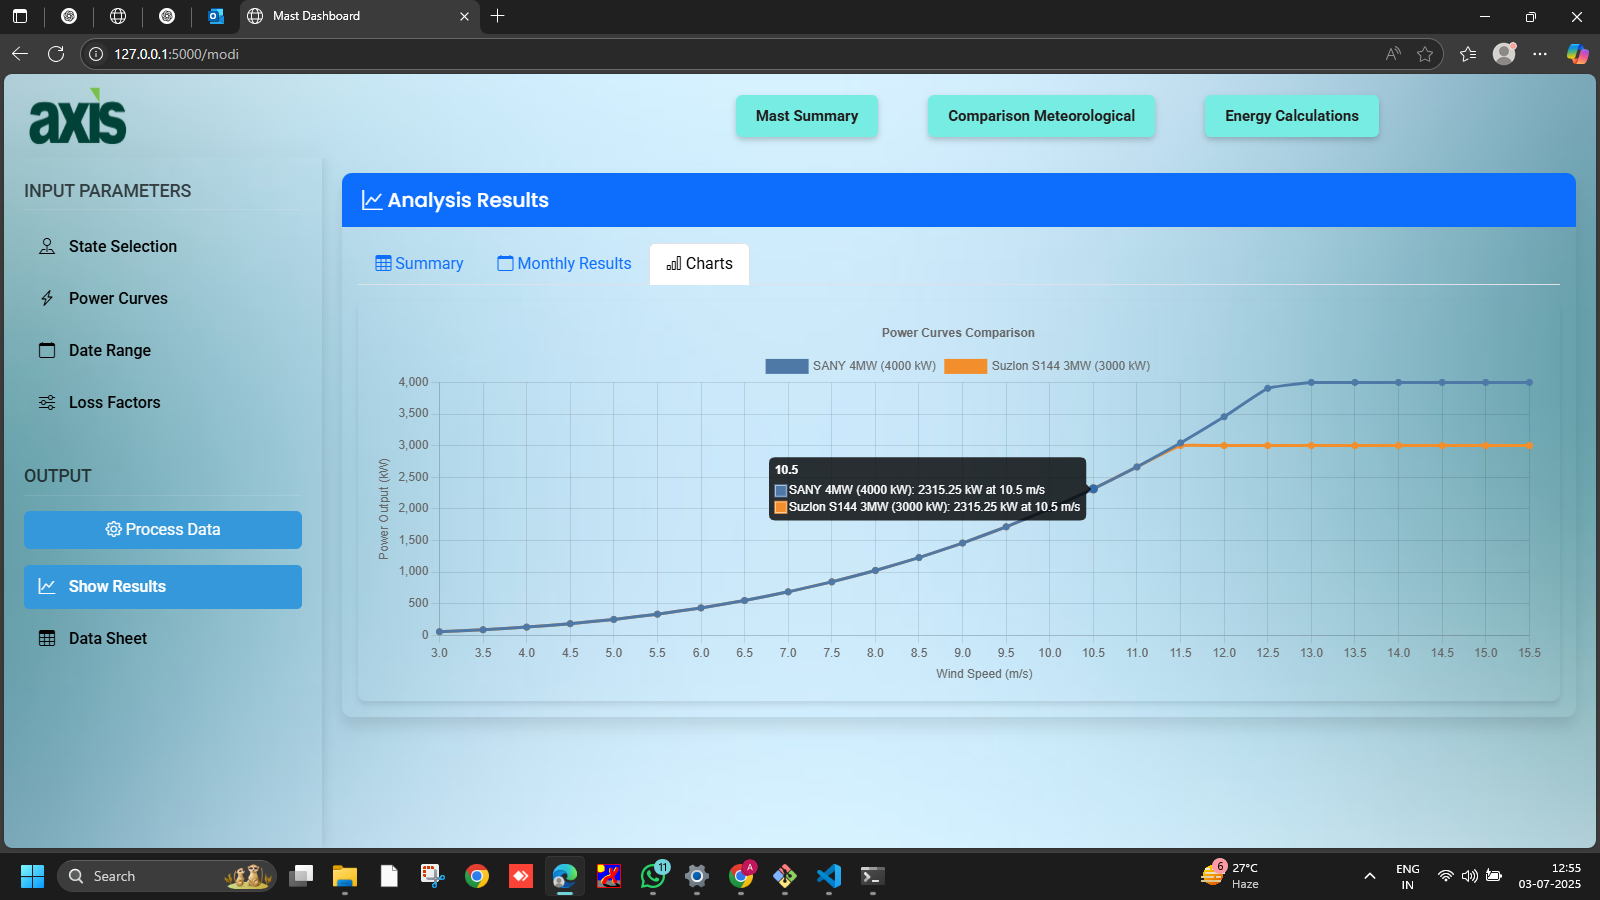 Mast Dashboard
127.0.0.1:5000/modi
axis
Mast Summary
Comparison Meteorological
Energy Calculations
INPUT PARAMETERS
State Selection
Power Curves
Date Range
Loss Factors
OUTPUT
Process Data
Show Results
Data Sheet
Analysis Results
Summary
Monthly Results
Charts
Power Curves Comparison
SANY 4MW (4000 kW)
Suzlon S144 3MW (3000 kW)
Power Output (kW)
4,000
3,500
3,000
2,500
2,000
1,500
1,000
500
0
10.5
SANY 4MW (4000 kW): 2315.25 kW at 10.5 m/s
Suzlon S144 3MW (3000 kW): 2315.25 kW at 10.5 m/s
3.0 3.5 4.0 4.5 5.0 5.5 6.0 6.5 7.0 7.5 8.0 8.5 9.0 9.5 10.0 10.5 11.0 11.5 12.0 12.5 13.0 13.5 14.0 14.5 15.0 15.5
Wind Speed (m/s)
Search
11
A
6
27°C
Haze
ENG
IN
12:55
03-07-2025